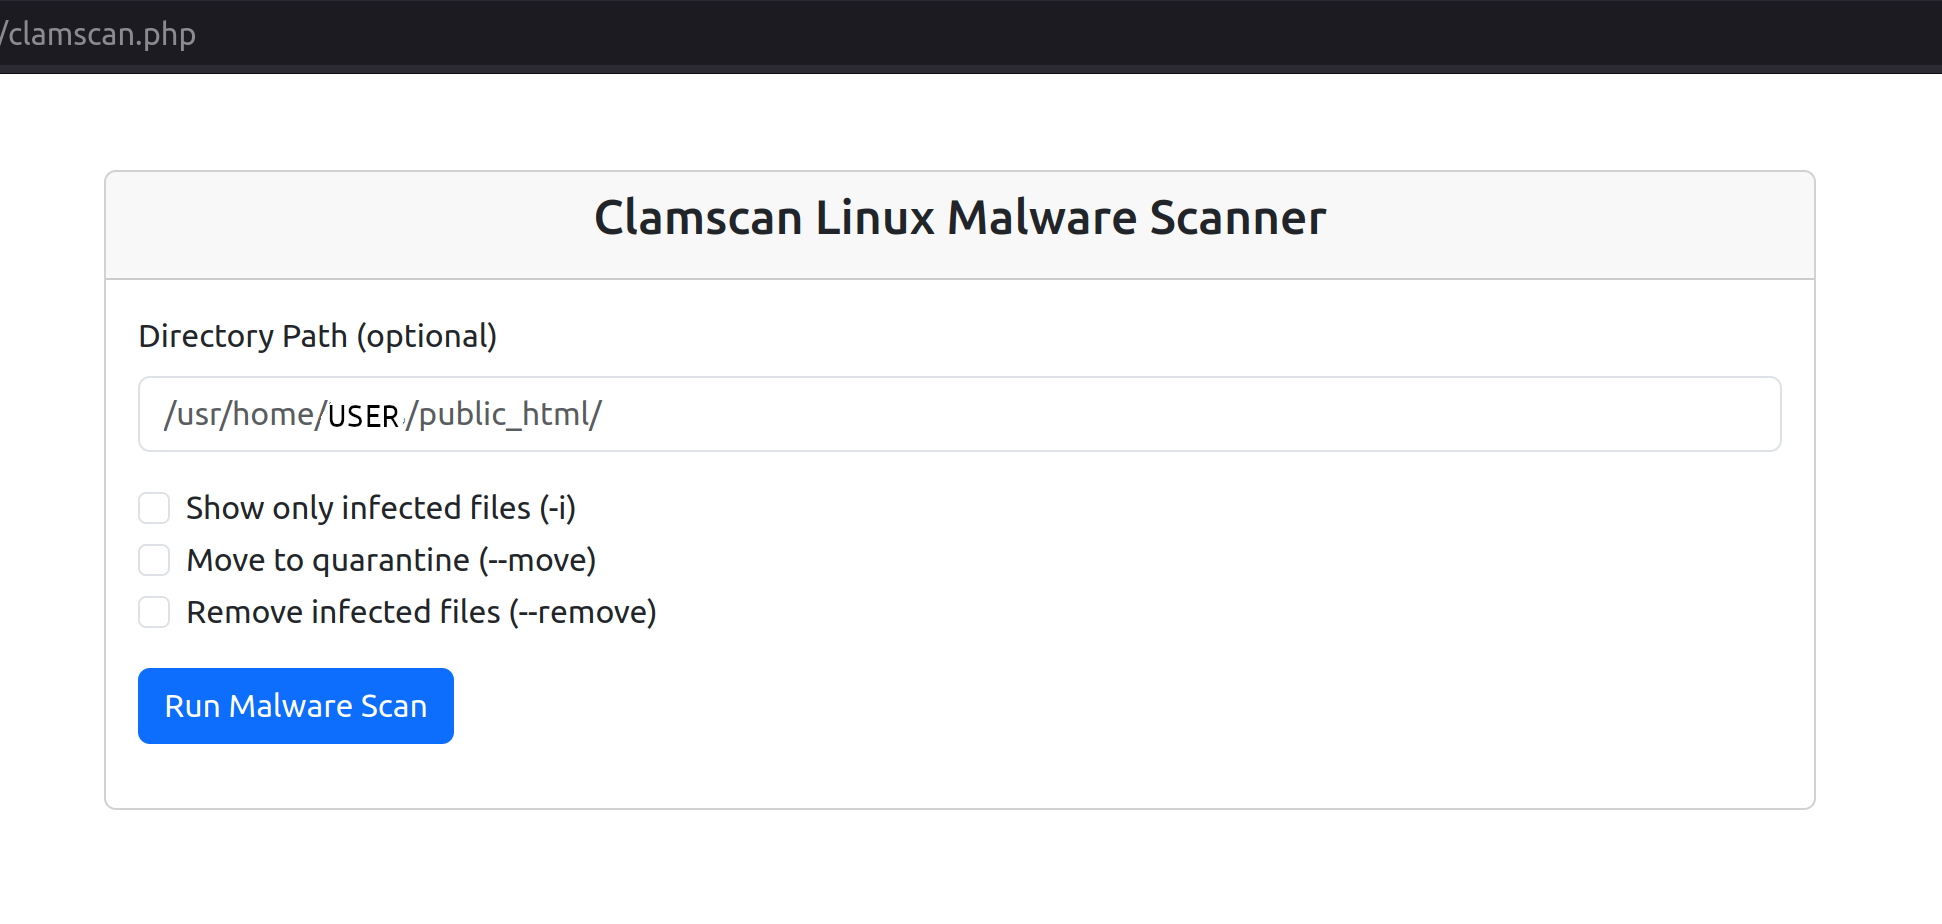 /clamscan.php
Clamscan Linux Malware Scanner
Directory Path (optional)
/usr/home/USER/public_html/
Show only infected files (-i)
Move to quarantine (--move)
Remove infected files (--remove)
Run Malware Scan